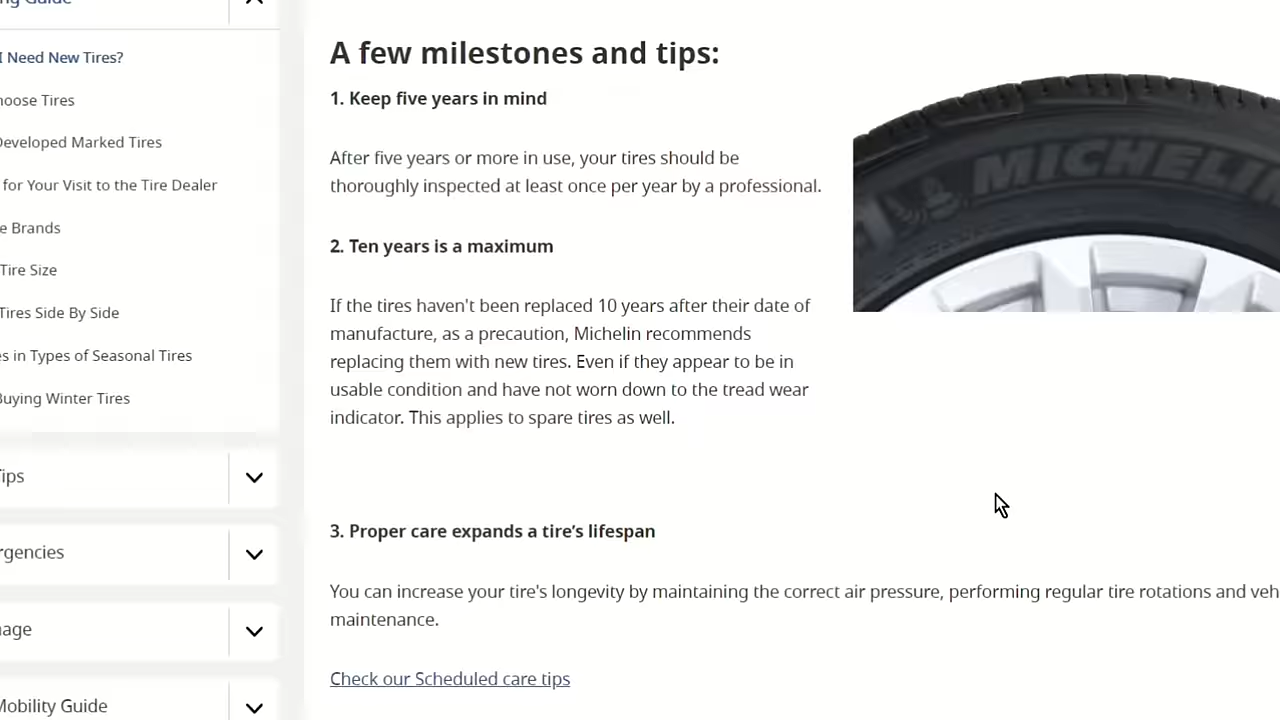 ng Guide
I Need New Tires?
hoose Tires
Developed Marked Tires
for Your Visit to the Tire Dealer
e Brands
Tire Size
Tires Side By Side
es in Types of Seasonal Tires
Buying Winter Tires
Tips
rgencies
nage
Mobility Guide
A few milestones and tips:
1. Keep five years in mind
After five years or more in use, your tires should be
thoroughly inspected at least once per year by a professional.
2. Ten years is a maximum
If the tires haven't been replaced 10 years after their date of
manufacture, as a precaution, Michelin recommends
replacing them with new tires. Even if they appear to be in
usable condition and have not worn down to the tread wear
indicator. This applies to spare tires as well.
MICHELIN
3. Proper care expands a tire’s lifespan
You can increase your tire's longevity by maintaining the correct air pressure, performing regular tire rotations and veh
maintenance.
Check our Scheduled care tips